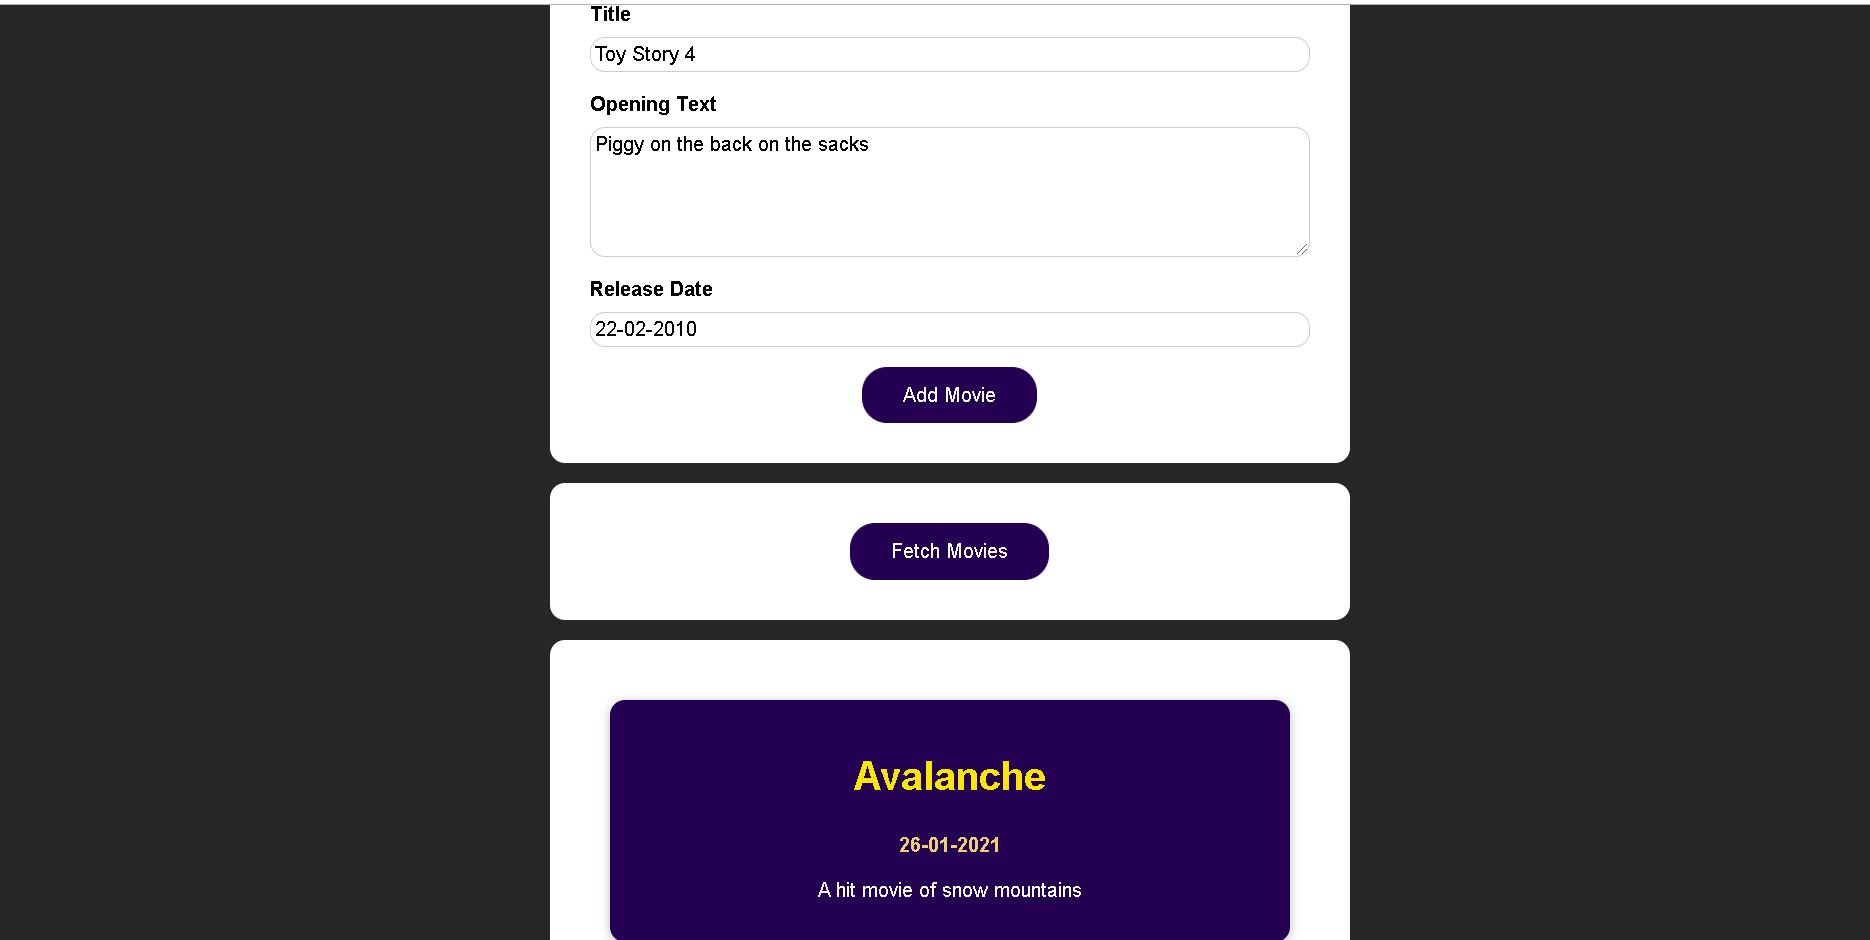 Title
Toy Story 4
Opening Text
Piggy on the back on the sacks
Release Date
22-02-2010
Add Movie
Fetch Movies
Avalanche
26-01-2021
A hit movie of snow mountains